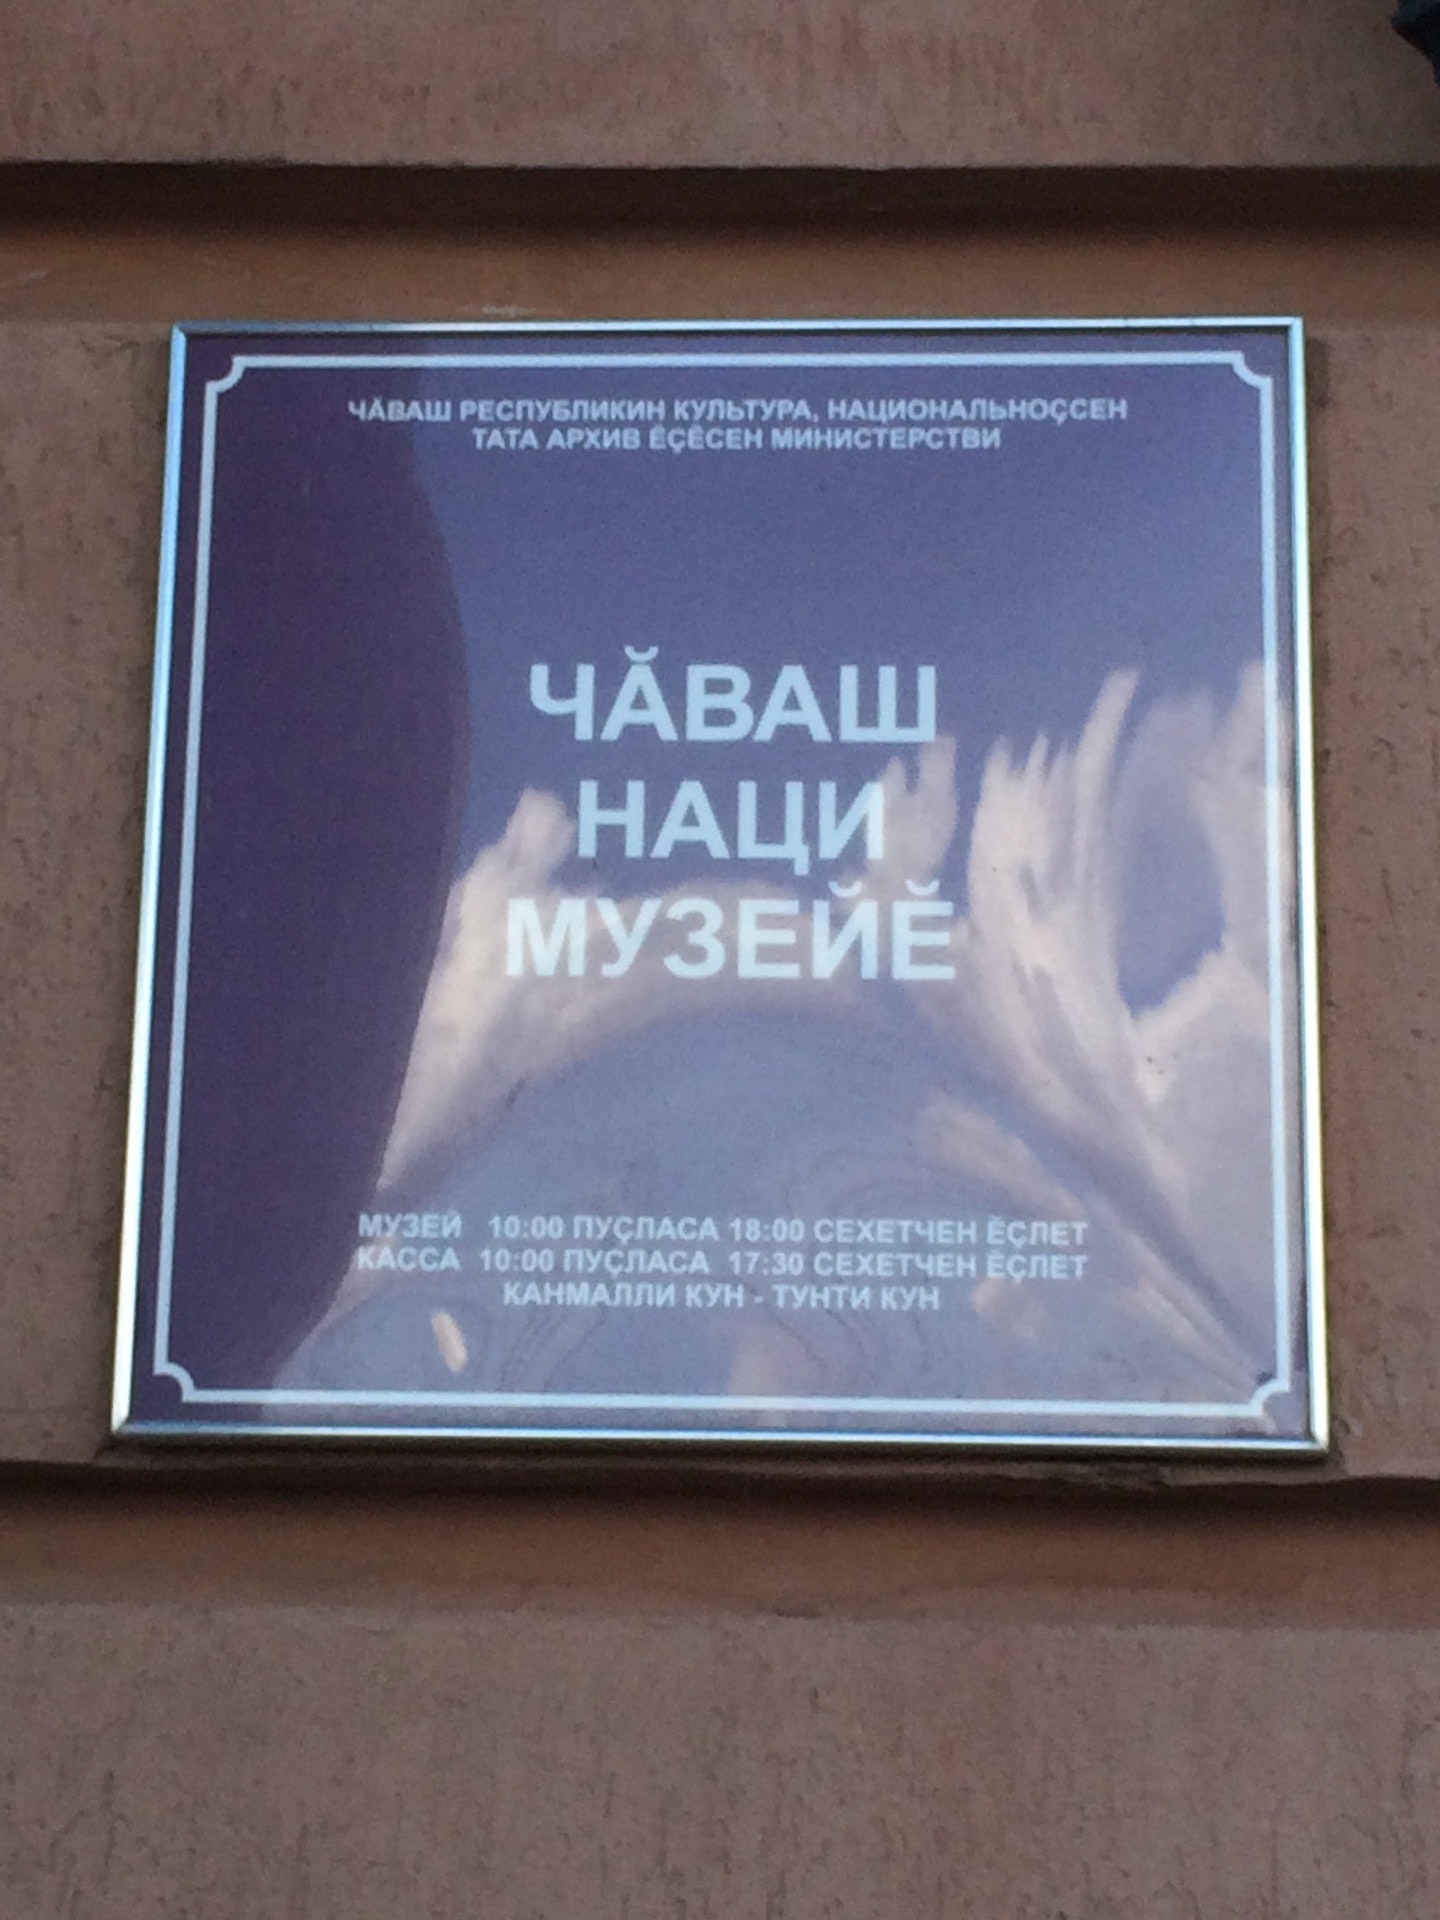 ЧӐВАШ РЕСПУБЛИКИН КУЛЬТУРА, НАЦИОНАЛЬНОҪСЕН
ТАТА АРХИВ ӖҪӖСЕН МИНИСТЕРСТВИ
ЧӐВАШ
НАЦИ
МУЗЕЙӖ
МУЗЕЙ 10:00 ПУҪЛАСА 18:00 СЕХЕТЧЕН ӖҪЛЕТ
КАССА 10:00 ПУҪЛАСА 17:30 СЕХЕТЧЕН ӖҪЛЕТ
КАНМАЛЛИ КУН - ТУНТИ КУН